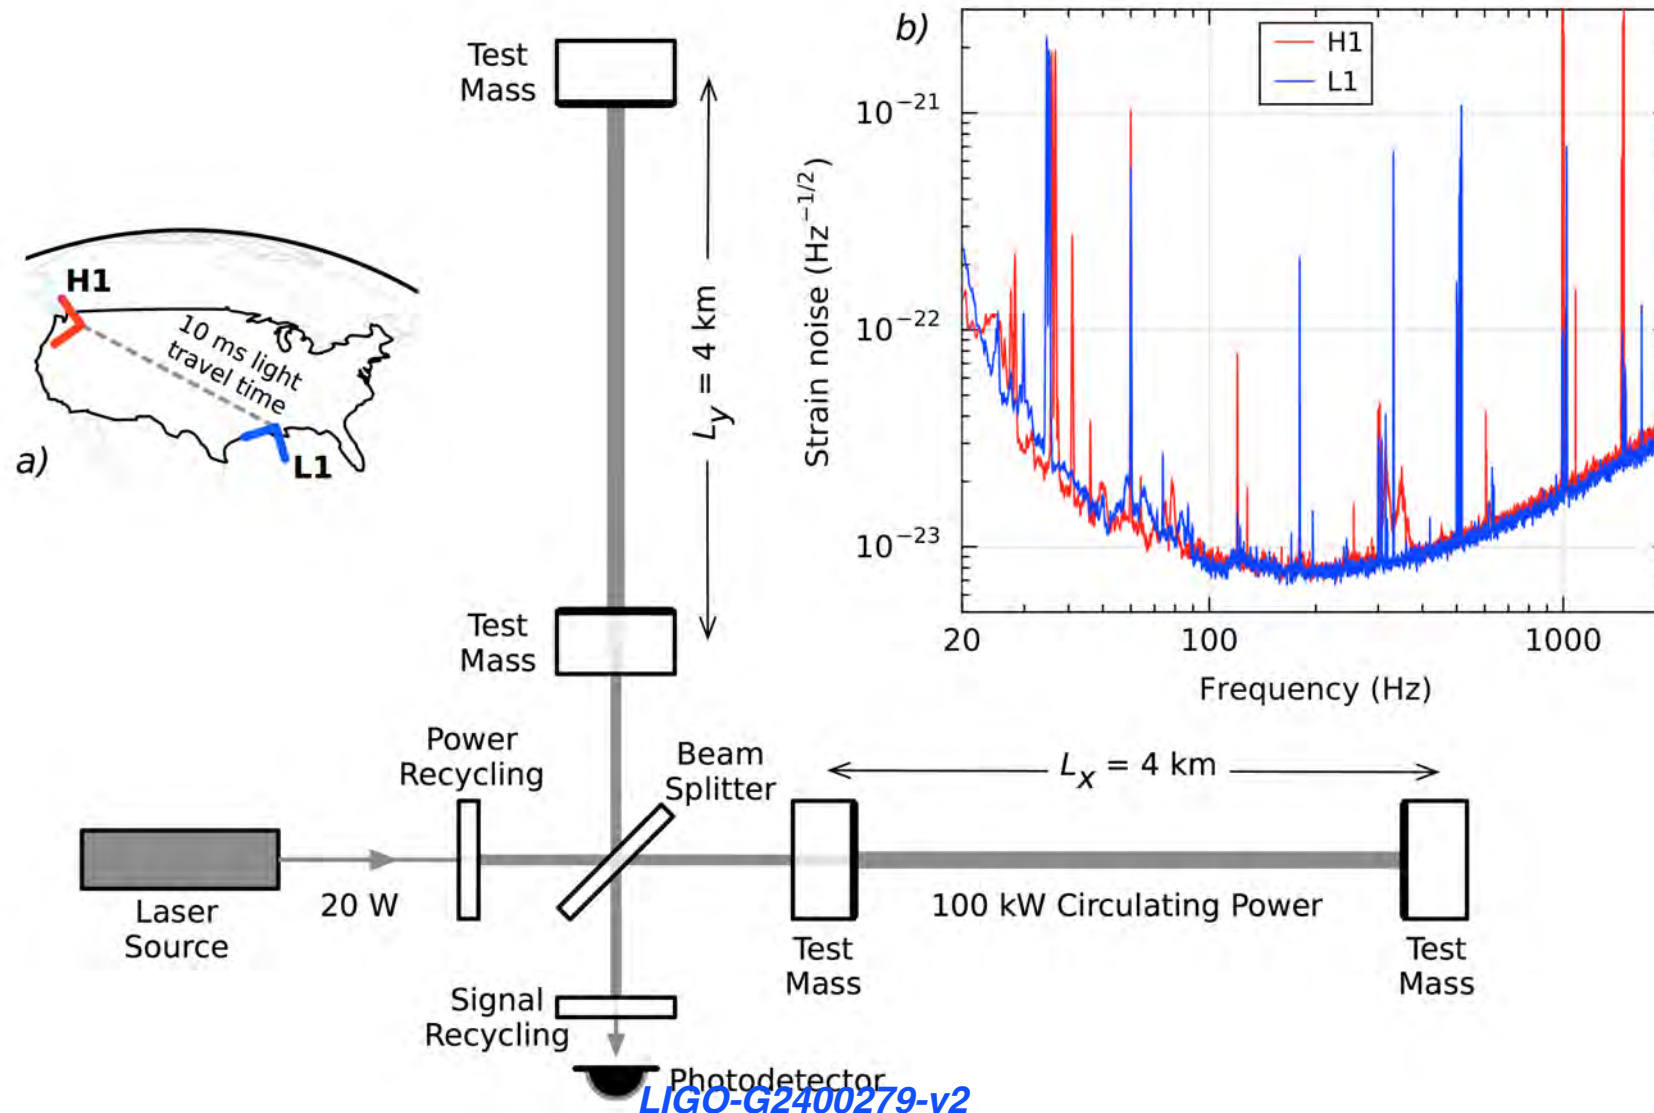 Test
Mass
b)
H1
L1
10⁻²¹
10⁻²²
10⁻²³
Strain noise (Hz⁻¹/²)
20
100
1000
Frequency (Hz)
H1
10 ms light
travel time
L1
a)
Ly = 4 km
Test
Mass
Power
Recycling
Beam
Splitter
Lx = 4 km
Laser
Source
20 W
100 kW Circulating Power
Test
Mass
Test
Mass
Signal
Recycling
Photodetector
LIGO-G2400279-v2